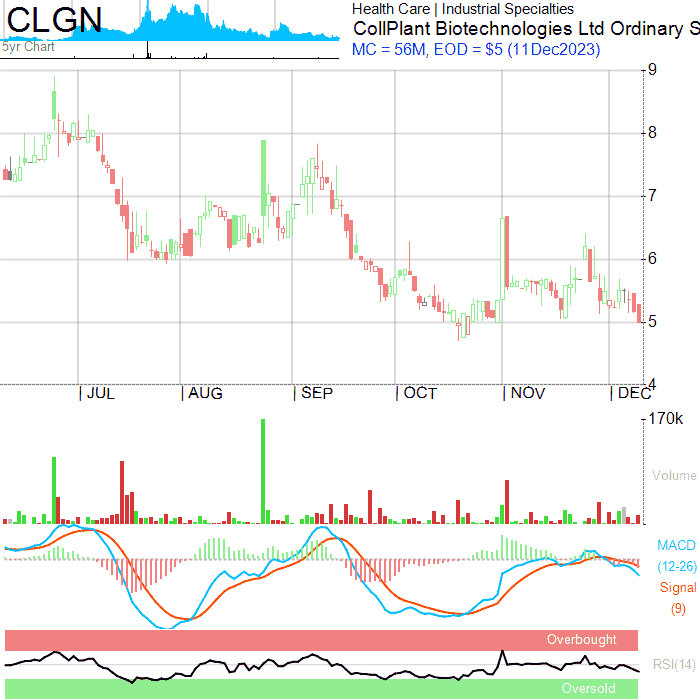 CLGN
5yr Chart
Health Care | Industrial Specialties
CollPlant Biotechnologies Ltd Ordinary S
MC = 56M, EOD = $5 (11Dec2023)
9
8
7
6
5
4
| JUL
| AUG
| SEP
| OCT
| NOV
| DEC
170k
Volume
MACD
(12-26)
Signal
(9)
Overbought
RSI(14)
Oversold